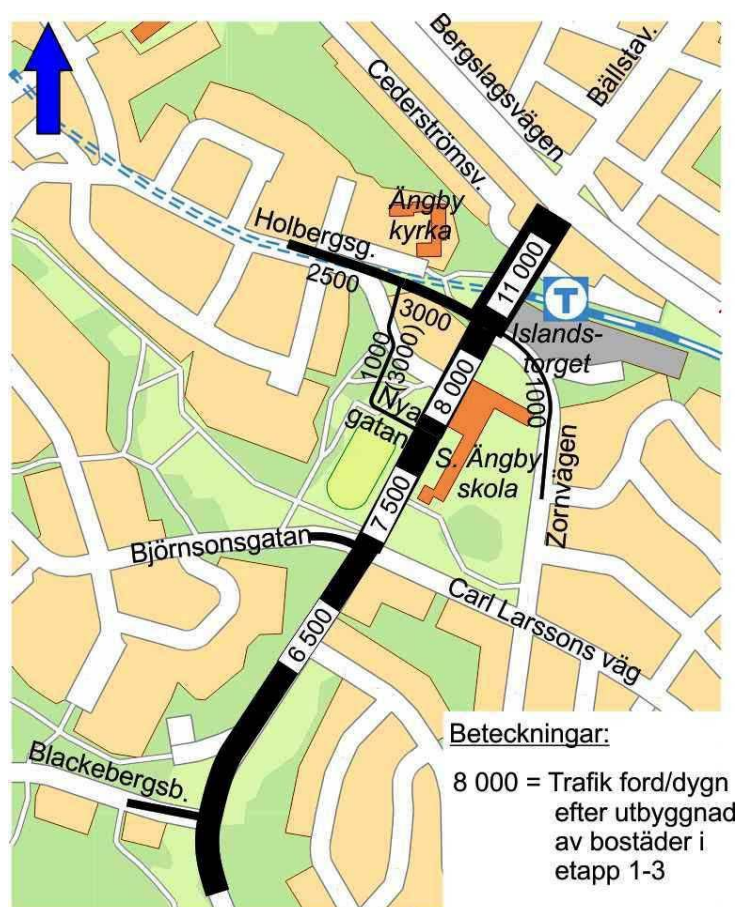 Bergslagsvägen
Bällstav.
Cederströmsv.
Ängby
kyrka
Holbergsg.
2500
3000
11 000
T
Islands-
torget
1000
(3000)
Nya
gatan
8 000
1000
S. Ängby
skola
7 500
Zornvägen
Björnsonsgatan
Carl Larssons väg
6 500
Blackebergsb.
Beteckningar:
8 000 = Trafik ford/dygn
efter utbyggnad
av bostäder i
etapp 1-3